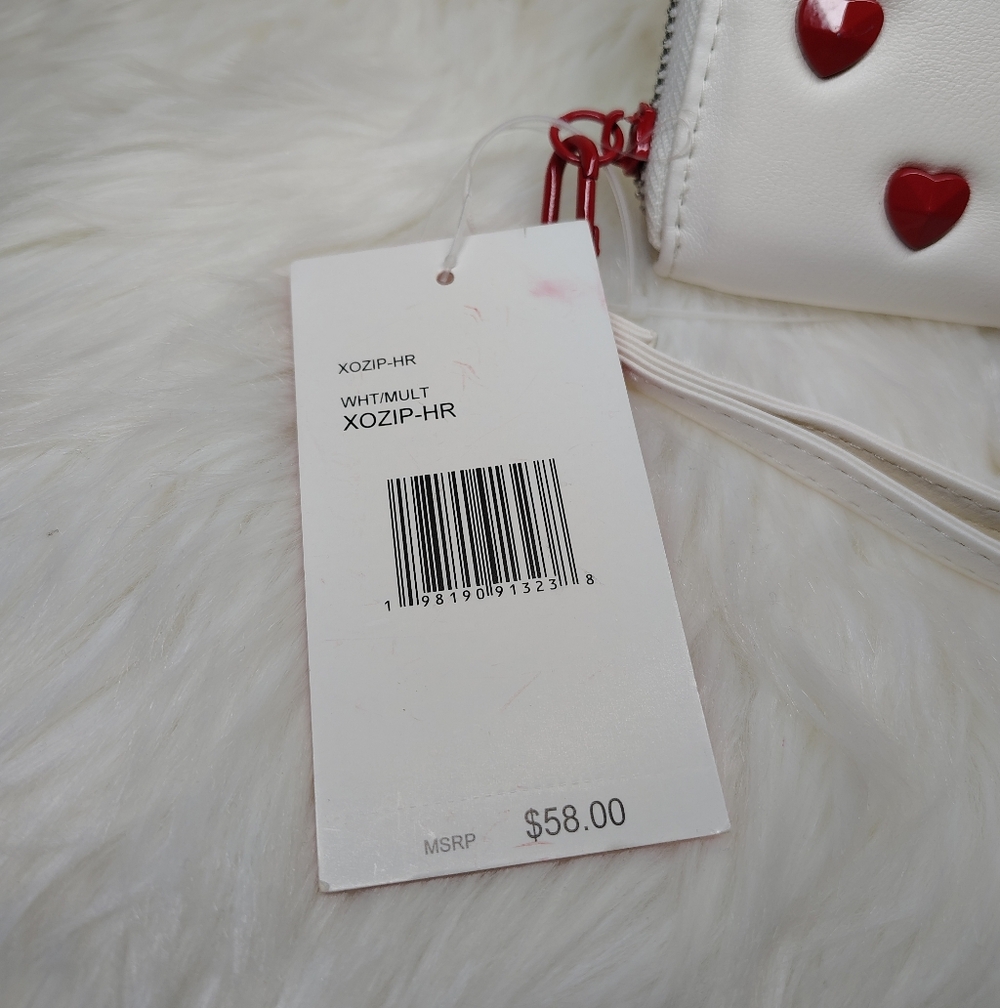 XOZIP-HR
WHT/MULT
XOZIP-HR
1 98190 91323 8
MSRP $58.00